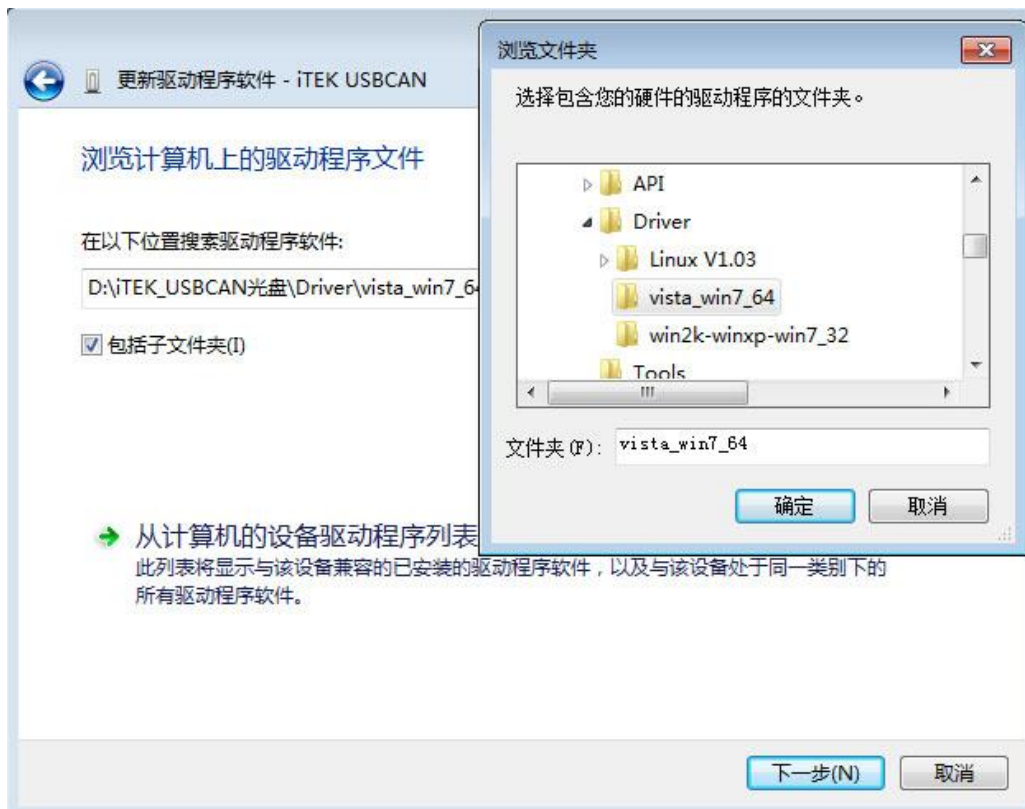 更新驱动程序软件 - iTEK USBCAN
浏览计算机上的驱动程序文件
在以下位置搜索驱动程序软件:
D:\iTEK_USBCAN光盘\Driver\vista_win7_64
包括子文件夹(I)
从计算机的设备驱动程序列表
此列表将显示与该设备兼容的已安装的驱动程序软件，以及与该设备处于同一类别下的
所有驱动程序软件。
下一步(N)
取消
浏览文件夹
选择包含您的硬件的驱动程序的文件夹。
API
Driver
Linux V1.03
vista_win7_64
win2k-winxp-win7_32
Tools
文件夹(F):
vista_win7_64
确定
取消